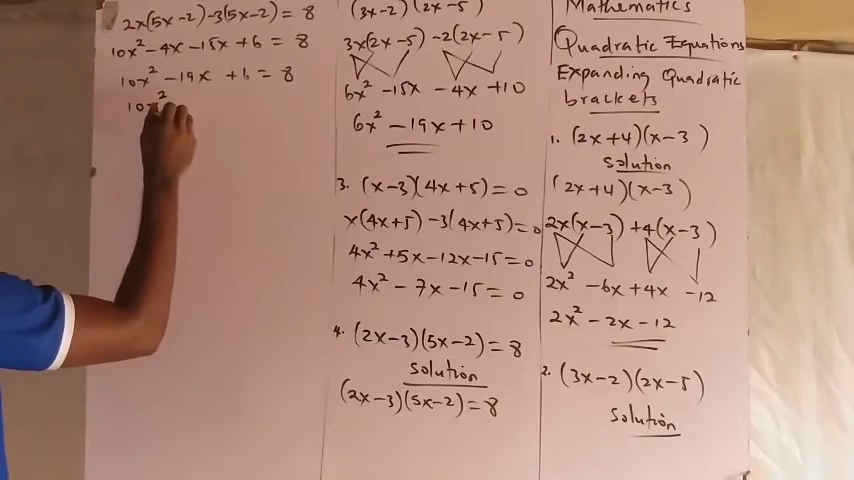 Mathematics
Quadratic Equations
Expanding Quadratic
brackets
1. (2x+4)(x-3)
Solution
(2x+4)(x-3)
2x(x-3) +4(x-3)
2x² -6x +4x -12
2x² -2x -12
2. (3x-2)(2x-5)
Solution
(3x-2)(2x-5)
3x(2x-5) -2(2x-5)
6x² -15x -4x +10
6x² -19x +10
3. (x-3)(4x+5)=0
x(4x+5) -3(4x+5)=0
4x² +5x -12x -15=0
4x² -7x -15=0
4. (2x-3)(5x-2)=8
Solution
(2x-3)(5x-2)=8
2x(5x-2)-3(5x-2)=8
10x² -4x -15x +6 = 8
10x² -19x +6 = 8
10x²